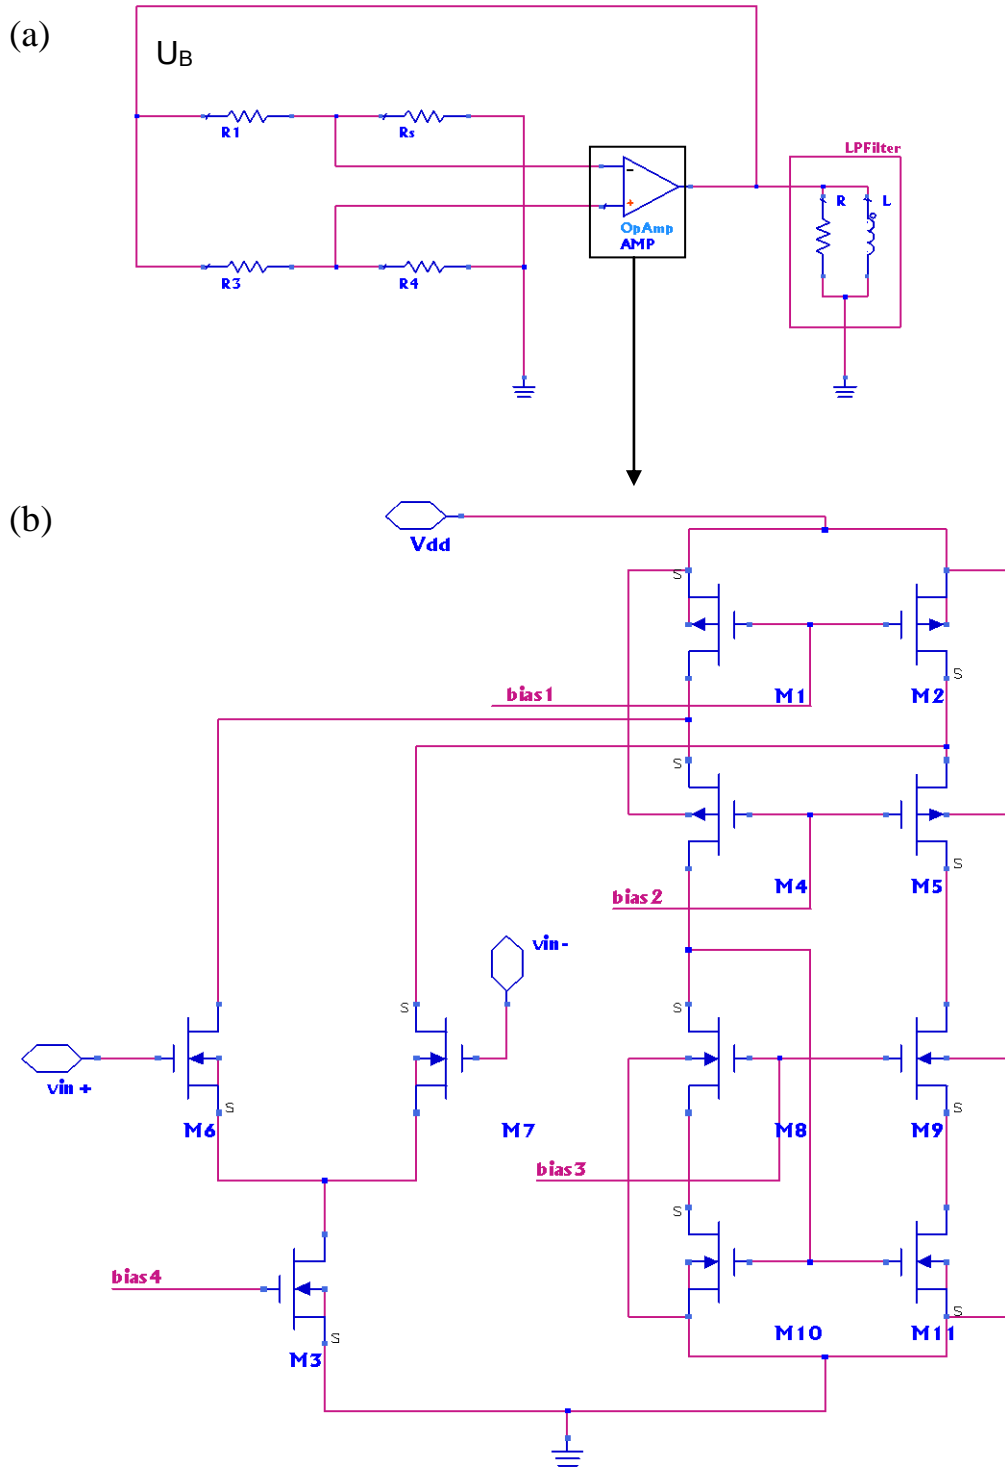 (a)
UB
R1 Rs
LPFilter
R L
-
+
OpAmp
AMP
R3 R4
(b)
Vdd
S
bias1 M1 M2 S
S
M4 M5 S
bias2
vin-
S S
vin+ S
M6 M7 M8 M9 S
bias3
S
bias4
S M10 M11 S
M3